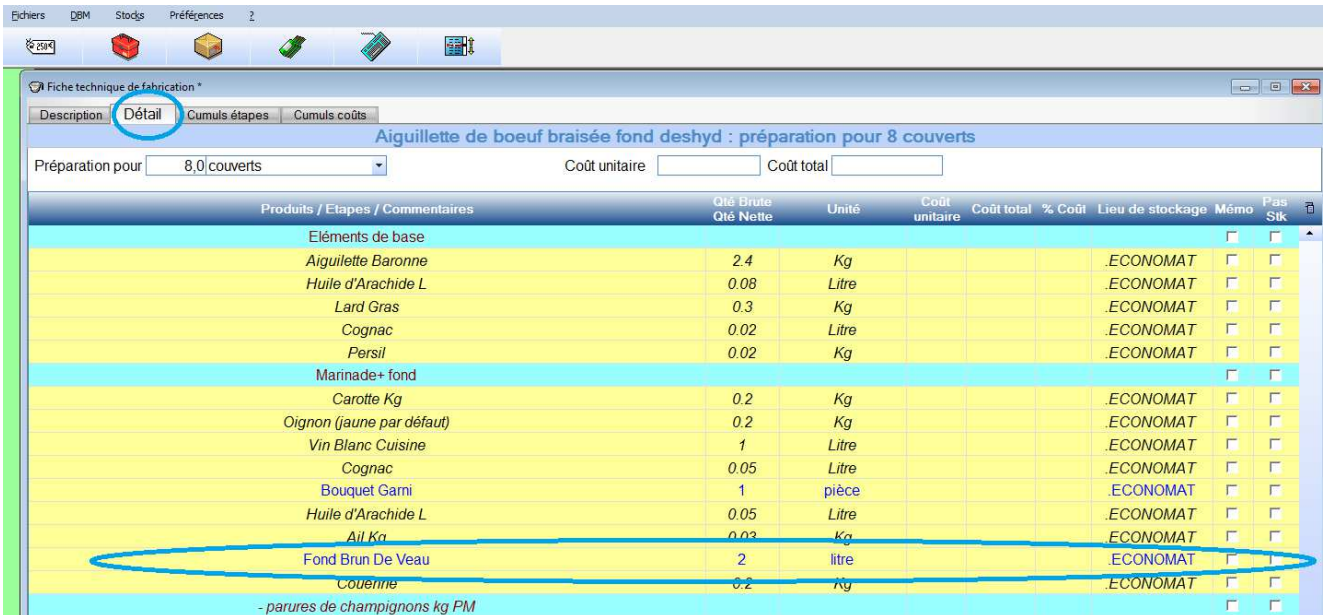 Fichiers DBM Stocks Préférences ?
250€
Fiche technique de fabrication *
Description Détail Cumuls étapes Cumuls coûts
Aiguillette de boeuf braisée fond deshyd : préparation pour 8 couverts
Préparation pour 8,0 couverts Coût unitaire Coût total
Produits / Etapes / Commentaires Qté Brute Qté Nette Unité Coût unitaire Coût total % Coût Lieu de stockage Mémo Pas Stk
Eléments de base
Aiguilette Baronne 2.4 Kg .ECONOMAT
Huile d'Arachide L 0.08 Litre .ECONOMAT
Lard Gras 0.3 Kg .ECONOMAT
Cognac 0.02 Litre .ECONOMAT
Persil 0.02 Kg .ECONOMAT
Marinade+ fond
Carotte Kg 0.2 Kg .ECONOMAT
Oignon (jaune par défaut) 0.2 Kg .ECONOMAT
Vin Blanc Cuisine 1 Litre .ECONOMAT
Cognac 0.05 Litre .ECONOMAT
Bouquet Garni 1 pièce .ECONOMAT
Huile d'Arachide L 0.05 Litre .ECONOMAT
Ail Kg 0.03 Kg .ECONOMAT
Fond Brun De Veau 2 litre .ECONOMAT
Couenne 0.2 Kg .ECONOMAT
- parures de champignons kg PM